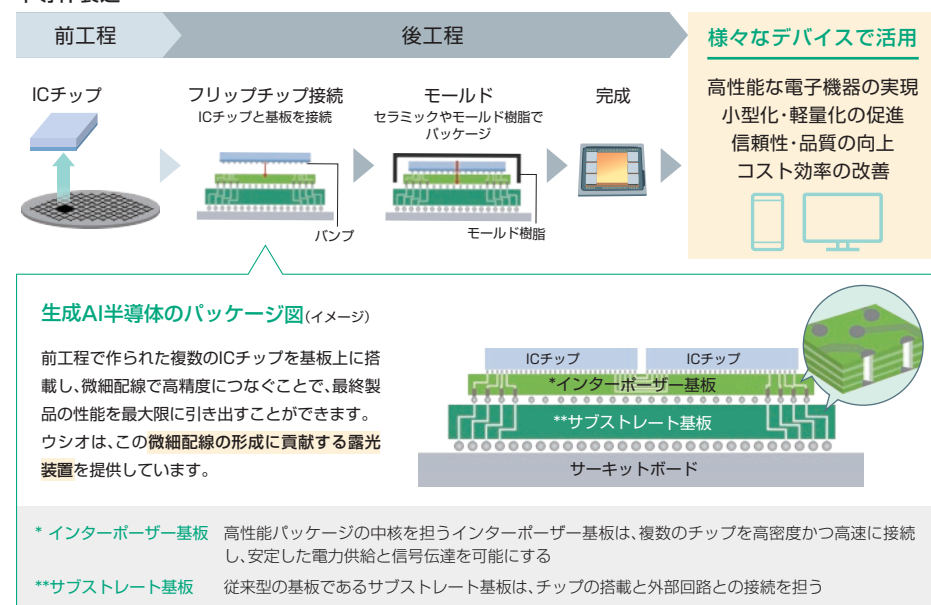 前工程
後工程
様々なデバイスで活用
ICチップ
フリップチップ接続
ICチップと基板を接続
モールド
セラミックやモールド樹脂で
パッケージ
完成
高性能な電子機器の実現
小型化・軽量化の促進
信頼性・品質の向上
コスト効率の改善
バンプ
モールド樹脂
生成AI半導体のパッケージ図(イメージ)
前工程で作られた複数のICチップを基板上に搭
載し、微細配線で高精度につなぐことで、最終製
品の性能を最大限に引き出すことができます。
ウシオは、この微細配線の形成に貢献する露光
装置を提供しています。
ICチップ ICチップ
*インターポーザー基板
**サブストレート基板
サーキットボード
* インターポーザー基板 高性能パッケージの中核を担うインターポーザー基板は、複数のチップを高密度かつ高速に接続
し、安定した電力供給と信号伝達を可能にする
**サブストレート基板 従来型の基板であるサブストレート基板は、チップの搭載と外部回路との接続を担う